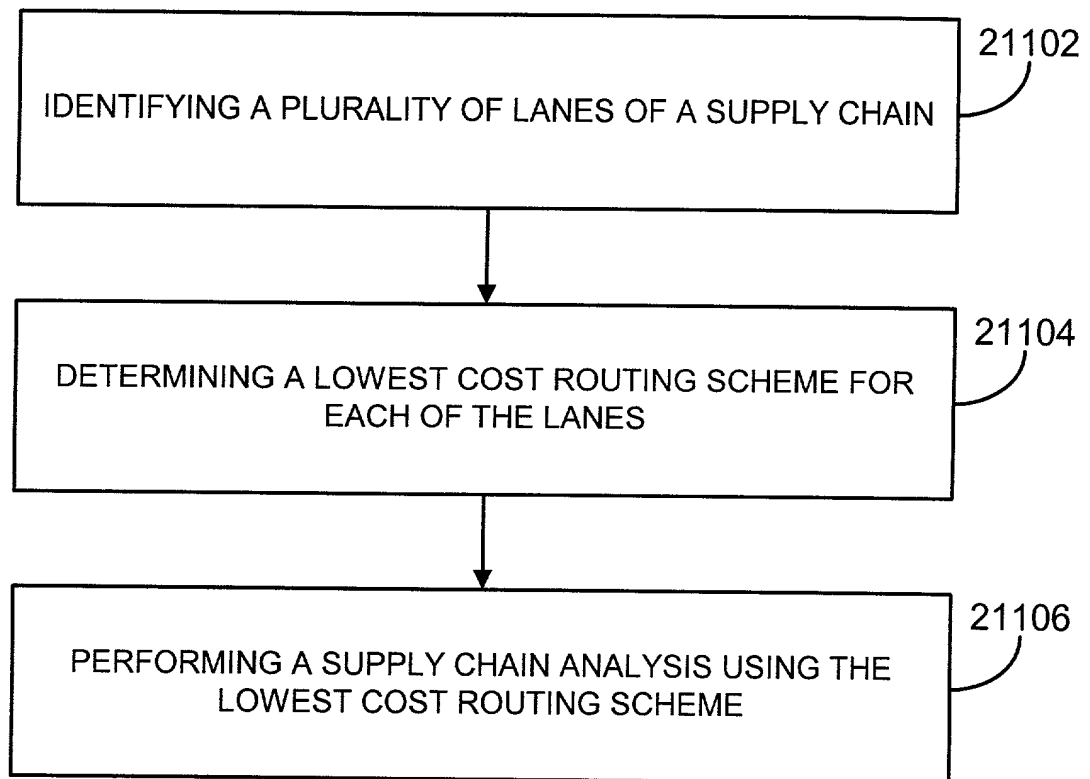 21102
IDENTIFYING A PLURALITY OF LANES OF A SUPPLY CHAIN
21104
DETERMINING A LOWEST COST ROUTING SCHEME FOR
EACH OF THE LANES
21106
PERFORMING A SUPPLY CHAIN ANALYSIS USING THE
LOWEST COST ROUTING SCHEME